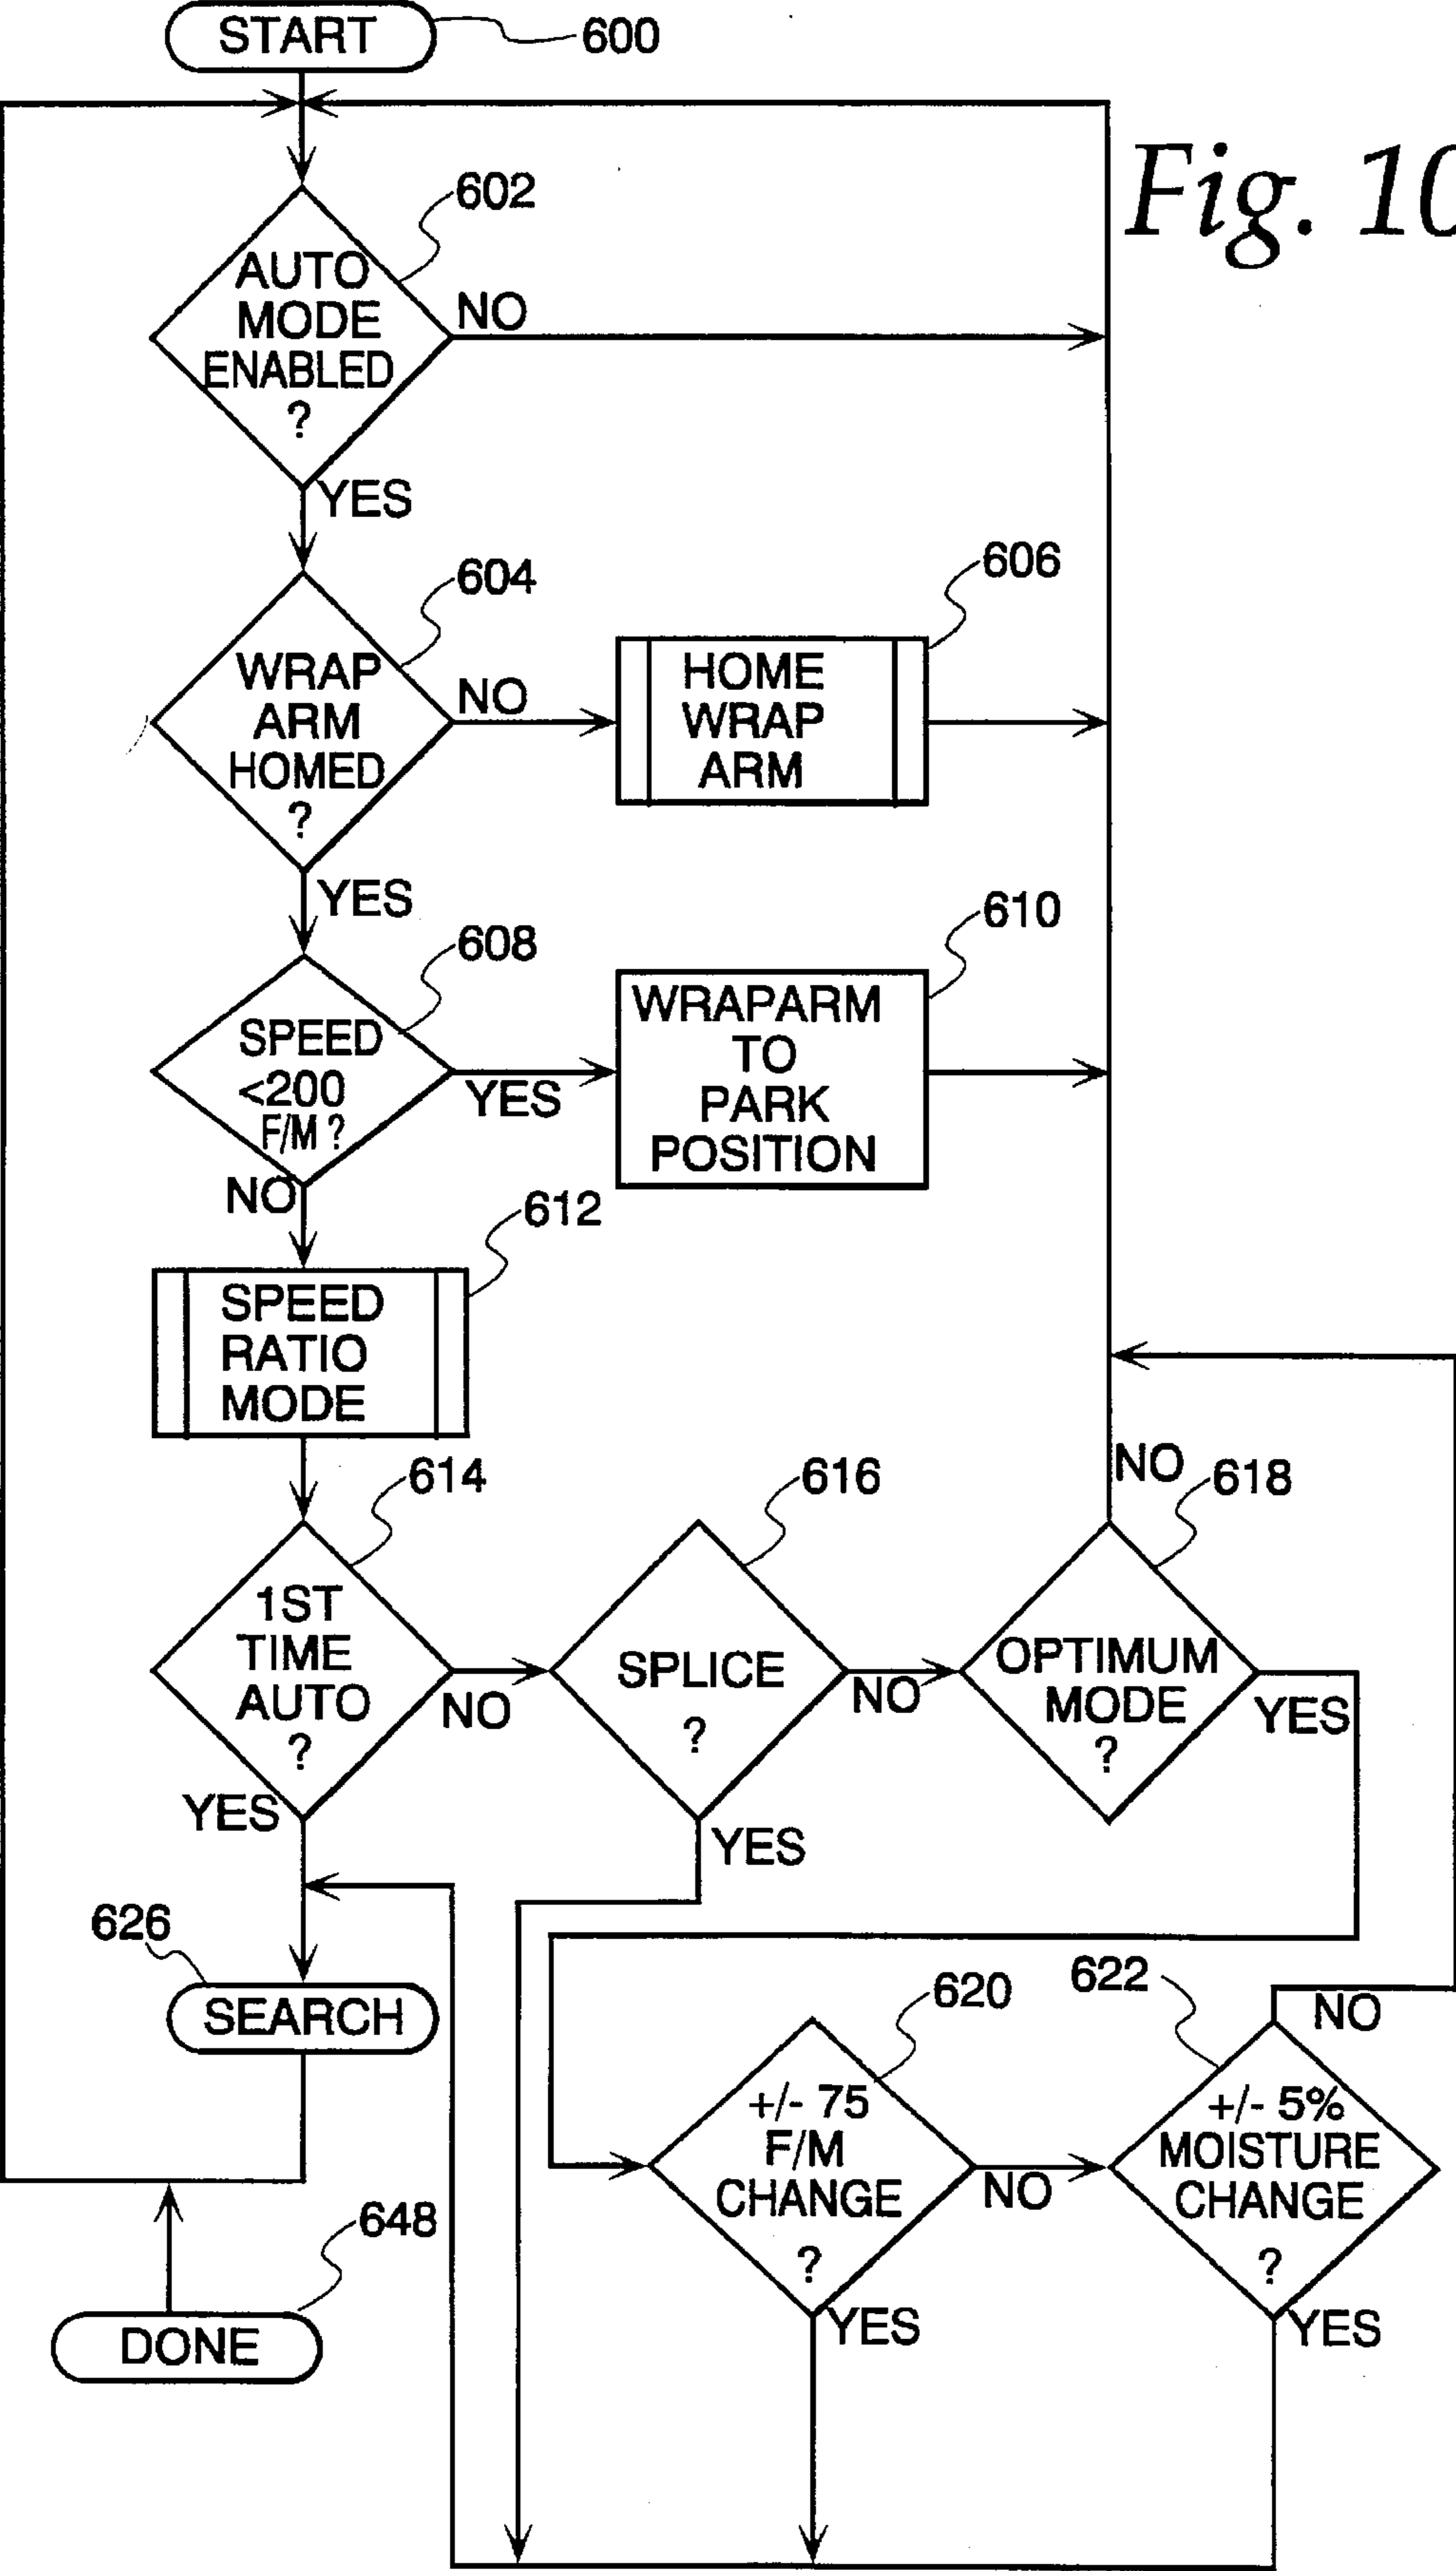 START
600
Fig. 10
602
AUTO
MODE
ENABLED
?
NO
YES
604
606
WRAP
ARM
HOMED
?
NO
HOME
WRAP
ARM
YES
608
610
SPEED
<200
F/M ?
YES
WRAPARM
TO
PARK
POSITION
NO
612
SPEED
RATIO
MODE
614
616
NO
618
1ST
TIME
AUTO
?
NO
SPLICE
?
NO
OPTIMUM
MODE
?
YES
YES
YES
626
SEARCH
620
622
NO
+/- 75
F/M
CHANGE
?
NO
+/- 5%
MOISTURE
CHANGE
?
648
DONE
YES
YES